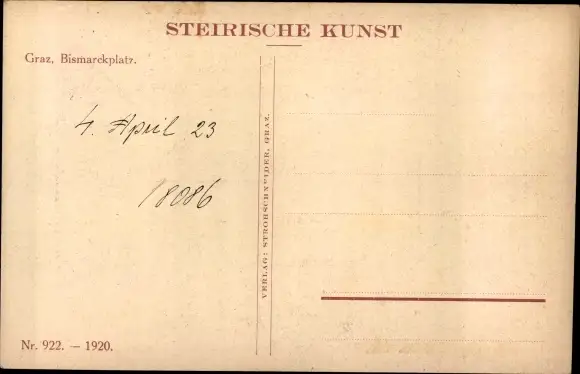 STEIRISCHE KUNST
Graz, Bismarckplatz.
4. April 23
18086
VERLAG: STROHSCHNEIDER, GRAZ.
Nr. 922. — 1920.